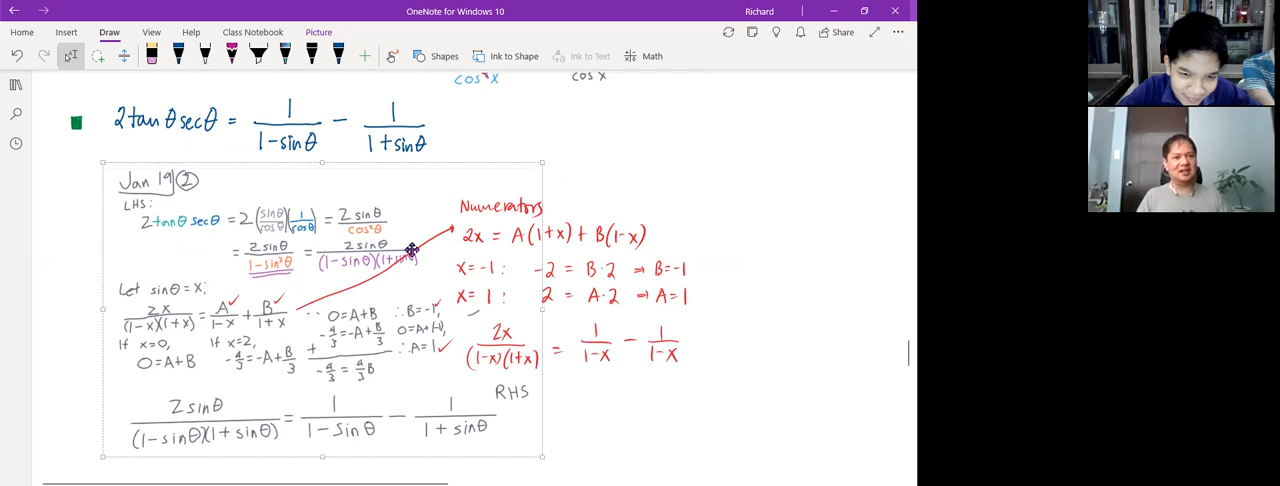 OneNote for Windows 10
Richard
Home Insert Draw View Help Class Notebook Picture
Share
Shapes Ink to Shape Ink to Text Math
cos²x cos x
2tanθsecθ = 1/(1-sinθ) - 1/(1+sinθ)
Jan 19 ②
LHS:
2tanθ secθ = 2(sinθ/cosθ)(1/cosθ) = 2sinθ/cos²θ
= 2sinθ/(1-sin²θ) = 2sinθ/((1-sinθ)(1+sinθ)
Let sinθ = x:
2x/((1-x)(1+x)) = A/(1-x) + B/(1+x)
If x=0,
0=A+B
If x=2,
-4/3=-A+B/3
0=A+B
-4/3=-A+B/3
+
-4/3 = 4/3B
∴B=-1,
0=A+(-1),
∴A=1
2sinθ/((1-sinθ)(1+sinθ)) = 1/(1-sinθ) - 1/(1+sinθ) RHS
Numerators
2x = A(1+x) + B(1-x)
x=-1: -2 = B·2 ⇒ B=-1
x=1: 2 = A·2 ⇒ A=1
2x/((1-x)(1+x)) = 1/(1-x) - 1/(1-x)